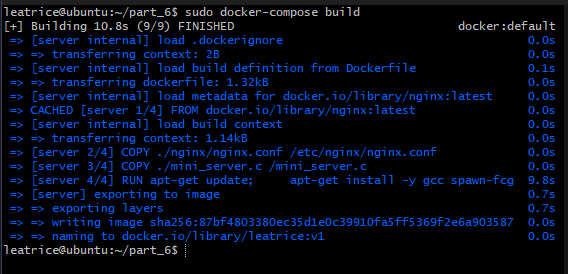 leatrice@ubuntu:~/part_6$ sudo docker-compose build
[+] Building 10.8s (9/9) FINISHED docker:default
=> [server internal] load .dockerignore 0.0s
=> => transferring context: 2B 0.0s
=> [server internal] load build definition from Dockerfile 0.1s
=> => transferring dockerfile: 1.32kB 0.0s
=> [server internal] load metadata for docker.io/library/nginx:latest 0.0s
=> CACHED [server 1/4] FROM docker.io/library/nginx:latest 0.0s
=> [server internal] load build context 0.0s
=> => transferring context: 1.14kB 0.0s
=> [server 2/4] COPY ./nginx/nginx.conf /etc/nginx/nginx.conf 0.0s
=> [server 3/4] COPY ./mini_server.c /mini_server.c 0.0s
=> [server 4/4] RUN apt-get update; apt-get install -y gcc spawn-fcg 9.8s
=> [server] exporting to image 0.7s
=> => exporting layers 0.7s
=> => writing image sha256:87bf4803380ec35d1e0c39910fa5ff5369f2e6a903587 0.0s
=> => naming to docker.io/library/leatrice:v1 0.0s
leatrice@ubuntu:~/part_6$